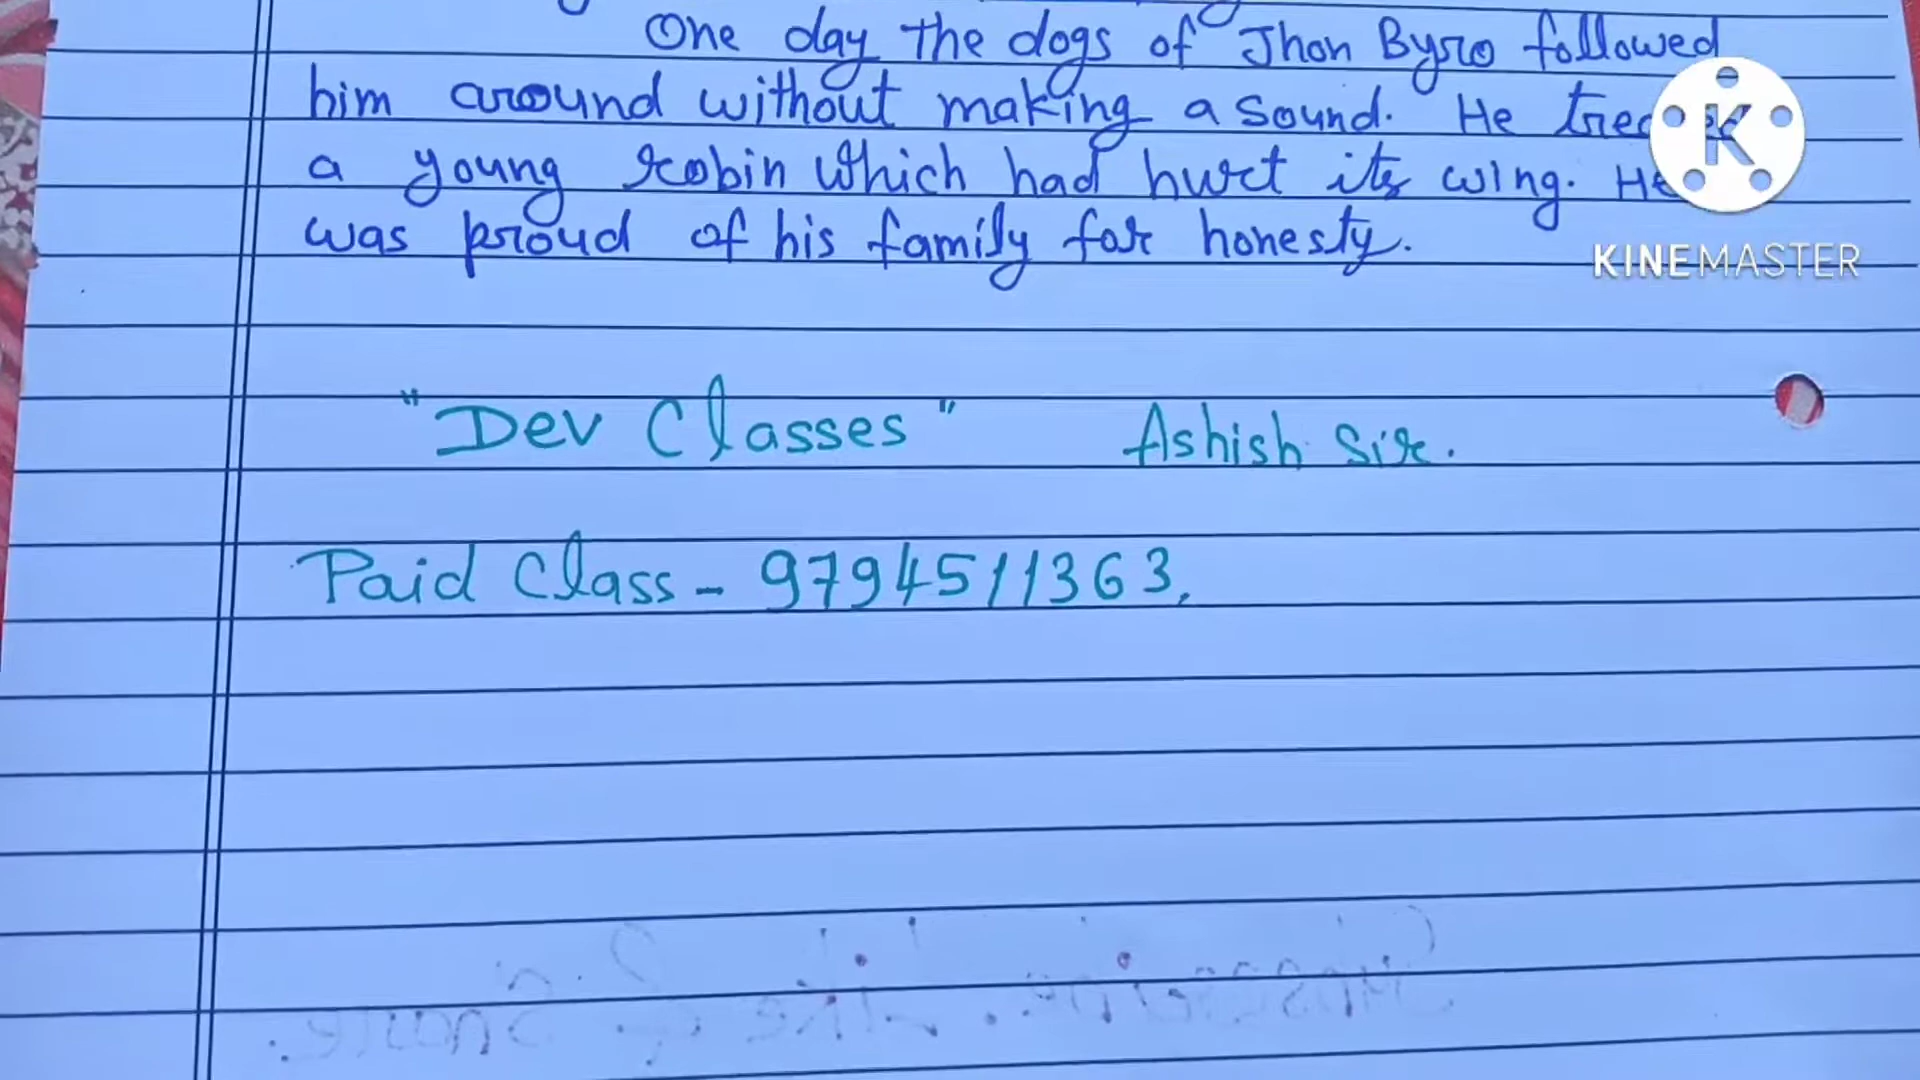 One day the dogs of Jhon Byro followed
him around without making a sound. He
a young robin which had hurt its wing. He
was proud of his family for honesty.
KINEMASTER
"Dev Classes" Ashish Sir.
Paid Class - 9794511363.